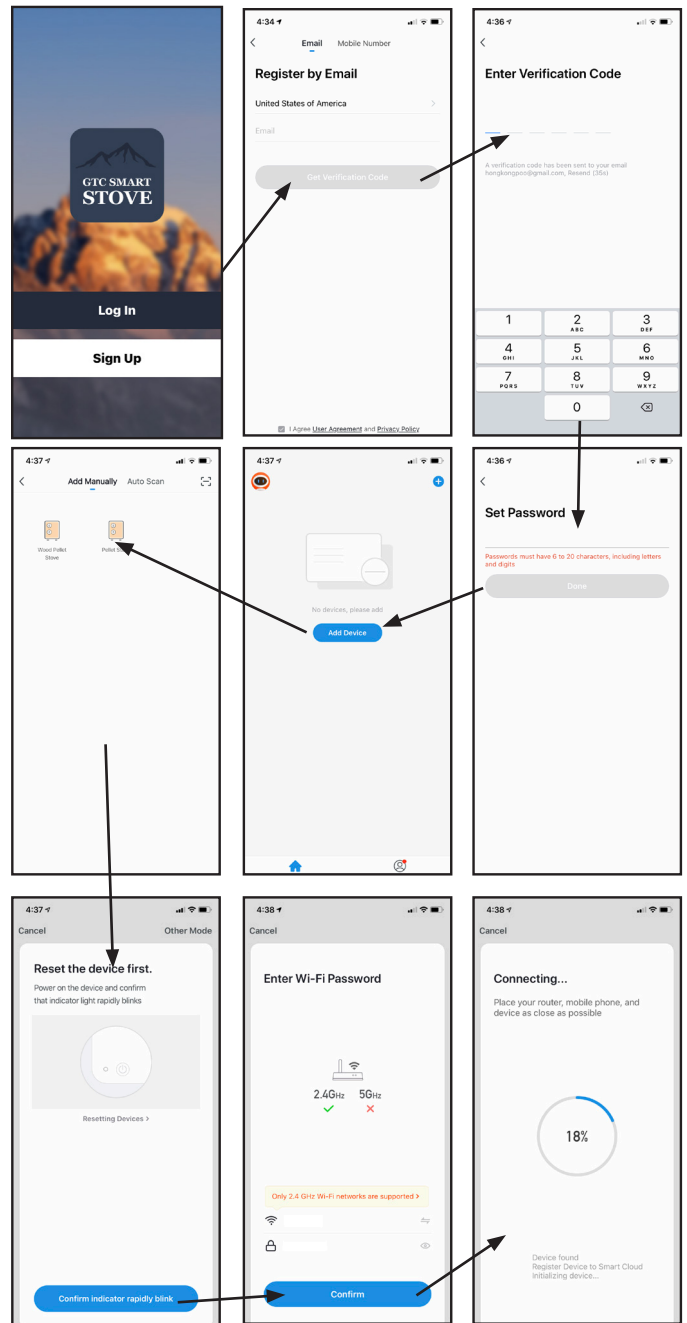 GTC SMART
STOVE
Log In
Sign Up
4:34
Email Mobile Number
Register by Email
United States of America
Email
Get Verification Code
I Agree User Agreement and Privacy Policy
4:36
Enter Verification Code
A verification code has been sent to your email
hongkongpoo@gmail.com, Resend (36s)
1
2
ABC
3
DEF
4
GHI
5
JKL
6
MNO
7
PQRS
8
TUV
9
WXYZ
0
4:37
Add Manually Auto Scan
Wood Pellet
Stove
Pellet
4:37
No devices, please add
Add Device
4:36
Set Password
Passwords must have 6 to 20 characters, including letters
and digits
Done
4:37
Cancel Other Mode
Reset the device first.
Power on the device and confirm
that indicator light rapidly blinks
Resetting Devices >
Confirm indicator rapidly blink
4:38
Cancel
Enter Wi-Fi Password
2.4GHz 5GHz
Only 2.4 GHz Wi-Fi networks are supported >
Confirm
4:38
Cancel
Connecting...
Place your router, mobile phone, and
device as close as possible
18%
Device found
Register Device to Smart Cloud
Initializing device...